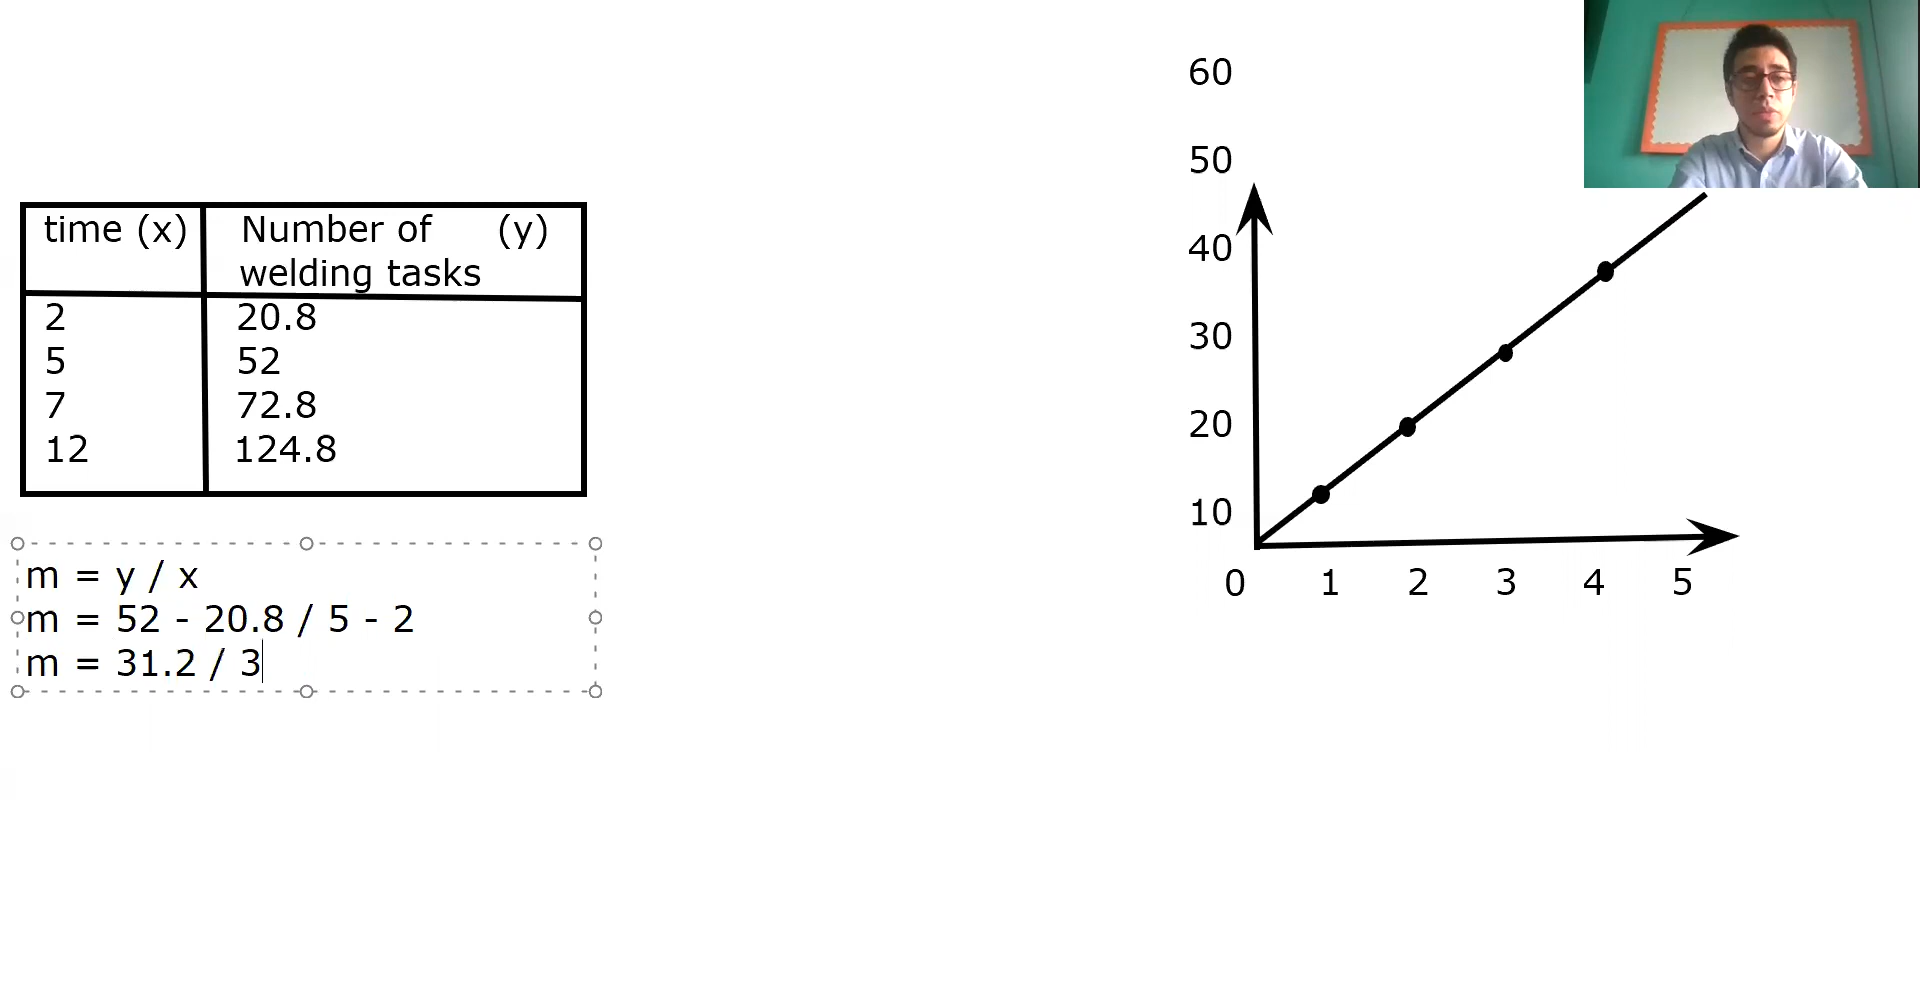 time (x) Number of (y)
welding tasks
2 20.8
5 52
7 72.8
12 124.8
m = y / x
m = 52 - 20.8 / 5 - 2
m = 31.2 / 3
60
50
40
30
20
10
0 1 2 3 4 5